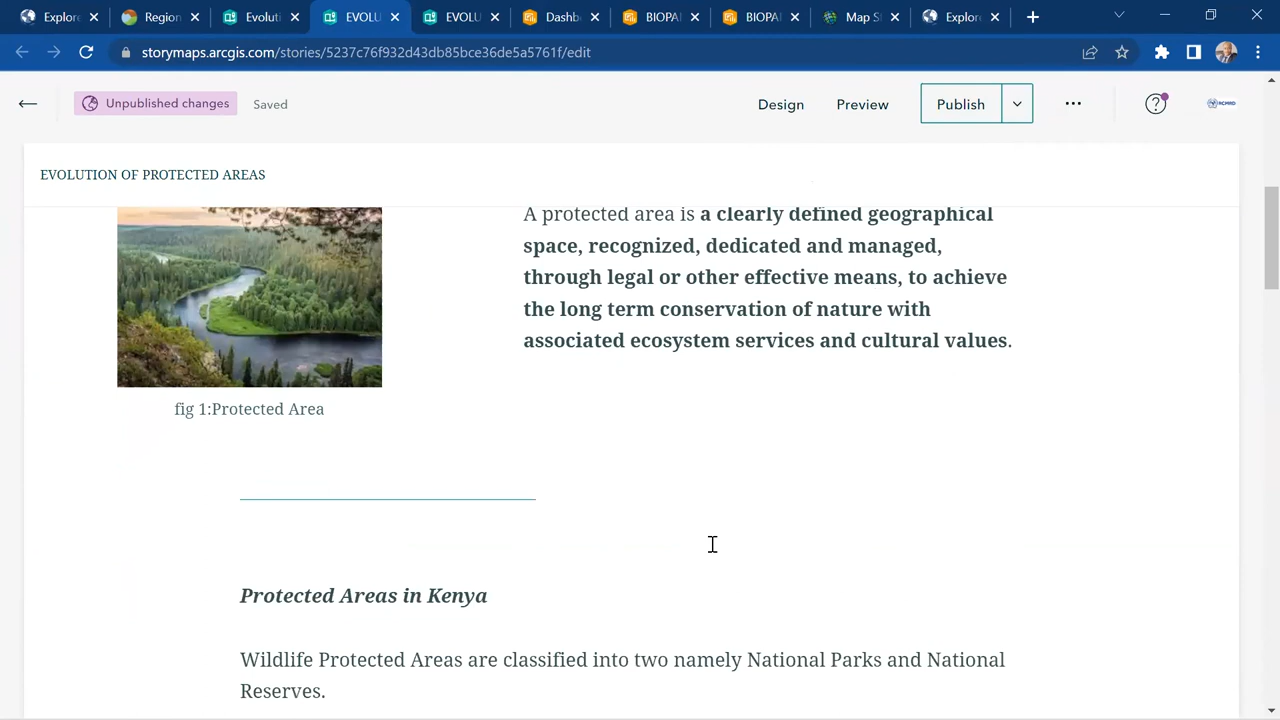 Explore
Region
Evoluti
EVOLU
EVOLU
Dashb
BIOPA
BIOPA
Map S
Explore
storymaps.arcgis.com/stories/5237c76f932d43db85bce36de5a5761f/edit
Unpublished changes
Saved
Design
Preview
Publish
RCMRD
EVOLUTION OF PROTECTED AREAS
A protected area is a clearly defined geographical
space, recognized, dedicated and managed,
through legal or other effective means, to achieve
the long term conservation of nature with
associated ecosystem services and cultural values.
fig 1:Protected Area
Protected Areas in Kenya
Wildlife Protected Areas are classified into two namely National Parks and National
Reserves.